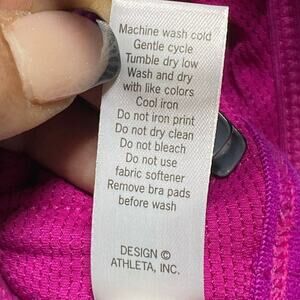 Machine wash cold
Gentle cycle
Tumble dry low
Wash and dry
with like colors
Cool iron
Do not iron print
Do not dry clean
Do not bleach
Do not use
fabric softener
Remove bra pads
before wash
DESIGN ©
ATHLETA, INC.